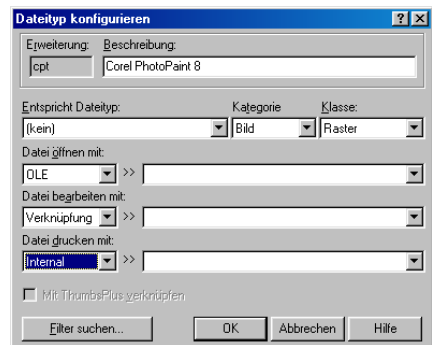 Dateityp konfigurieren
Erweiterung: Beschreibung:
cpt Corel PhotoPaint 8
Entspricht Dateityp: Kategorie Klasse:
(kein) Bild Raster
Datei öffnen mit:
OLE >>
Datei bearbeiten mit:
Verknüpfung >>
Datei drucken mit:
Internal >>
Mit ThumbsPlus verknüpfen
Filter suchen... OK Abbrechen Hilfe